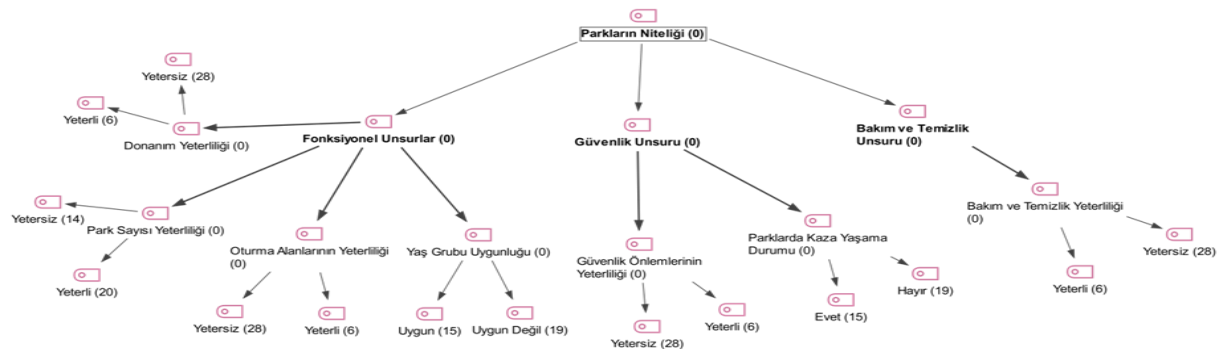 Parkların Niteliği (0)
Yetersiz (28)
Yeterli (6)
Donanım Yeterliliği (0)
Fonksiyonel Unsurlar (0)
Güvenlik Unsuru (0)
Bakım ve Temizlik
Unsuru (0)
Yetersiz (14)
Park Sayısı Yeterliliği (0)
Yeterli (20)
Oturma Alanlarının Yeterliliği
(0)
Yetersiz (28)
Yeterli (6)
Yaş Grubu Uygunluğu (0)
Uygun (15)
Uygun Değil (19)
Güvenlik Önlemlerinin
Yeterliliği (0)
Yetersiz (28)
Yeterli (6)
Parklarda Kaza Yaşama
Durumu (0)
Evet (15)
Hayır (19)
Bakım ve Temizlik Yeterliliği
(0)
Yeterli (6)
Yetersiz (28)